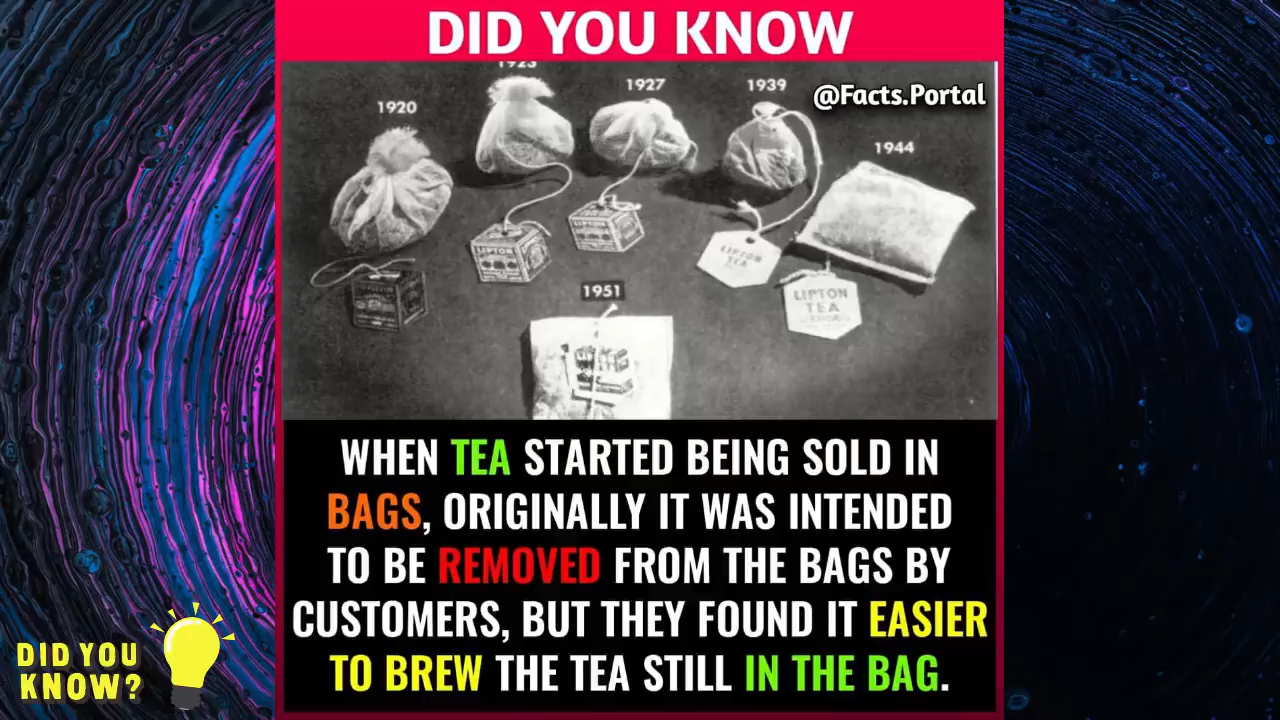 DID YOU KNOW
1923
1927
1939
@Facts.Portal
1920
1944
LIPTON
LIPTON
TEA
LIPTON
TEA
1951
WHEN TEA STARTED BEING SOLD IN
BAGS, ORIGINALLY IT WAS INTENDED
TO BE REMOVED FROM THE BAGS BY
CUSTOMERS, BUT THEY FOUND IT EASIER
TO BREW THE TEA STILL IN THE BAG.
DID YOU
KNOW?